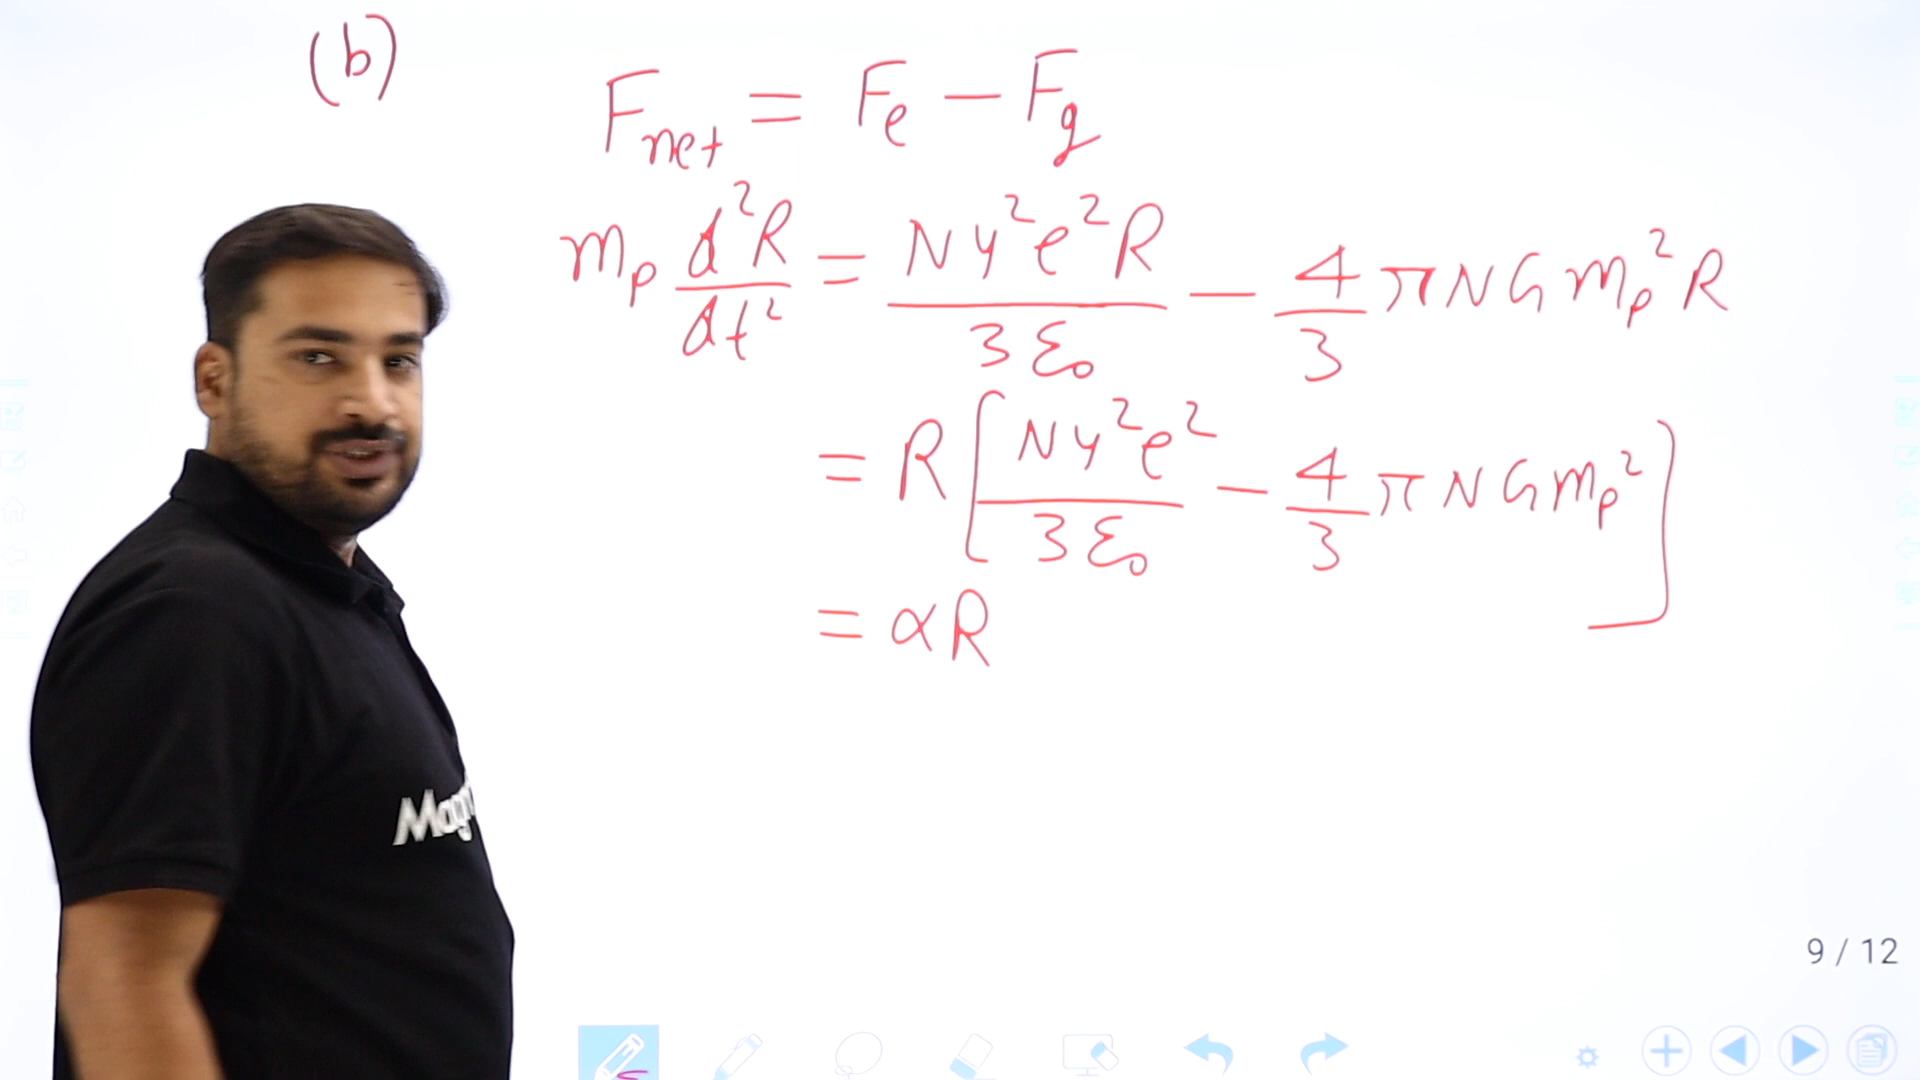 (b)
F_net = F_e − F_g
m_p d²R/dt² = Ny²e²R/3ε₀ − 4/3 πNGm_p²R
= R[Ny²e²/3ε₀ − 4/3 πNGm_p²]
= αR
9 / 12